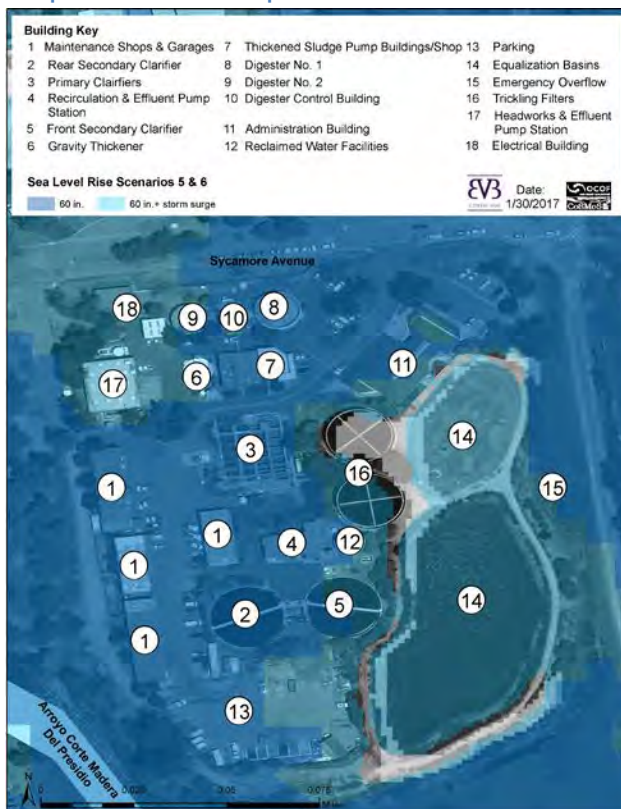 Building Key
1 Maintenance Shops & Garages
2 Rear Secondary Clarifier
3 Primary Clairfiers
4 Recirculation & Effluent Pump
Station
5 Front Secondary Clarifier
6 Gravity Thickener
7 Thickened Sludge Pump Buildings/Shop
8 Digester No. 1
9 Digester No. 2
10 Digester Control Building
11 Administration Building
12 Reclaimed Water Facilities
13 Parking
14 Equalization Basins
15 Emergency Overflow
16 Trickling Filters
17 Headworks & Effluent
Pump Station
18 Electrical Building
Sea Level Rise Scenarios 5 & 6
60 in.
60 in.+ storm surge
Date:
1/30/2017
OCOF
Sycamore Avenue
18
9
10
8
17
6
7
11
3
14
16
1
15
1
4
12
1
14
2
5
1
13
Arroyo Corte Madera
Del Presidio
N
0